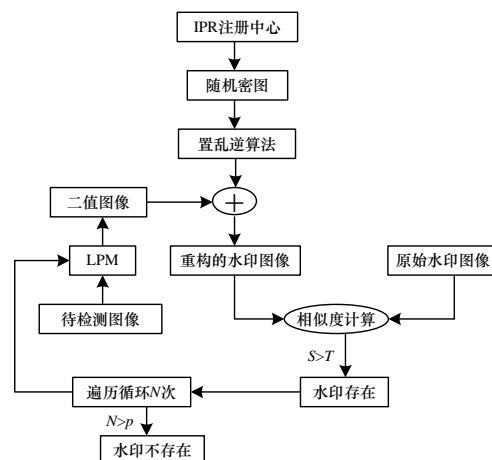 IPR注册中心
随机密图
置乱逆算法
二值图像
+
LPM
重构的水印图像
原始水印图像
待检测图像
相似度计算
S>T
遍历循环N次
水印存在
N>p
水印不存在